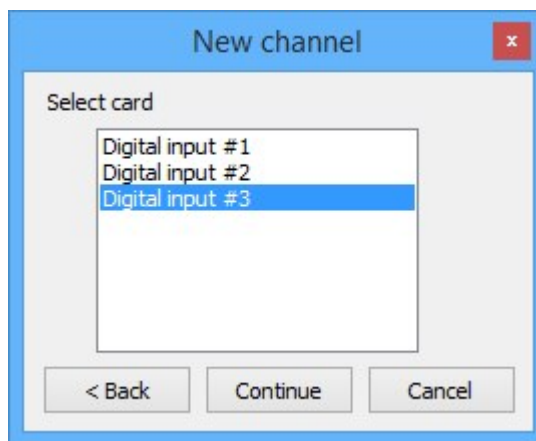 New channel
x
Select card
Digital input #1
Digital input #2
Digital input #3
< Back Continue Cancel